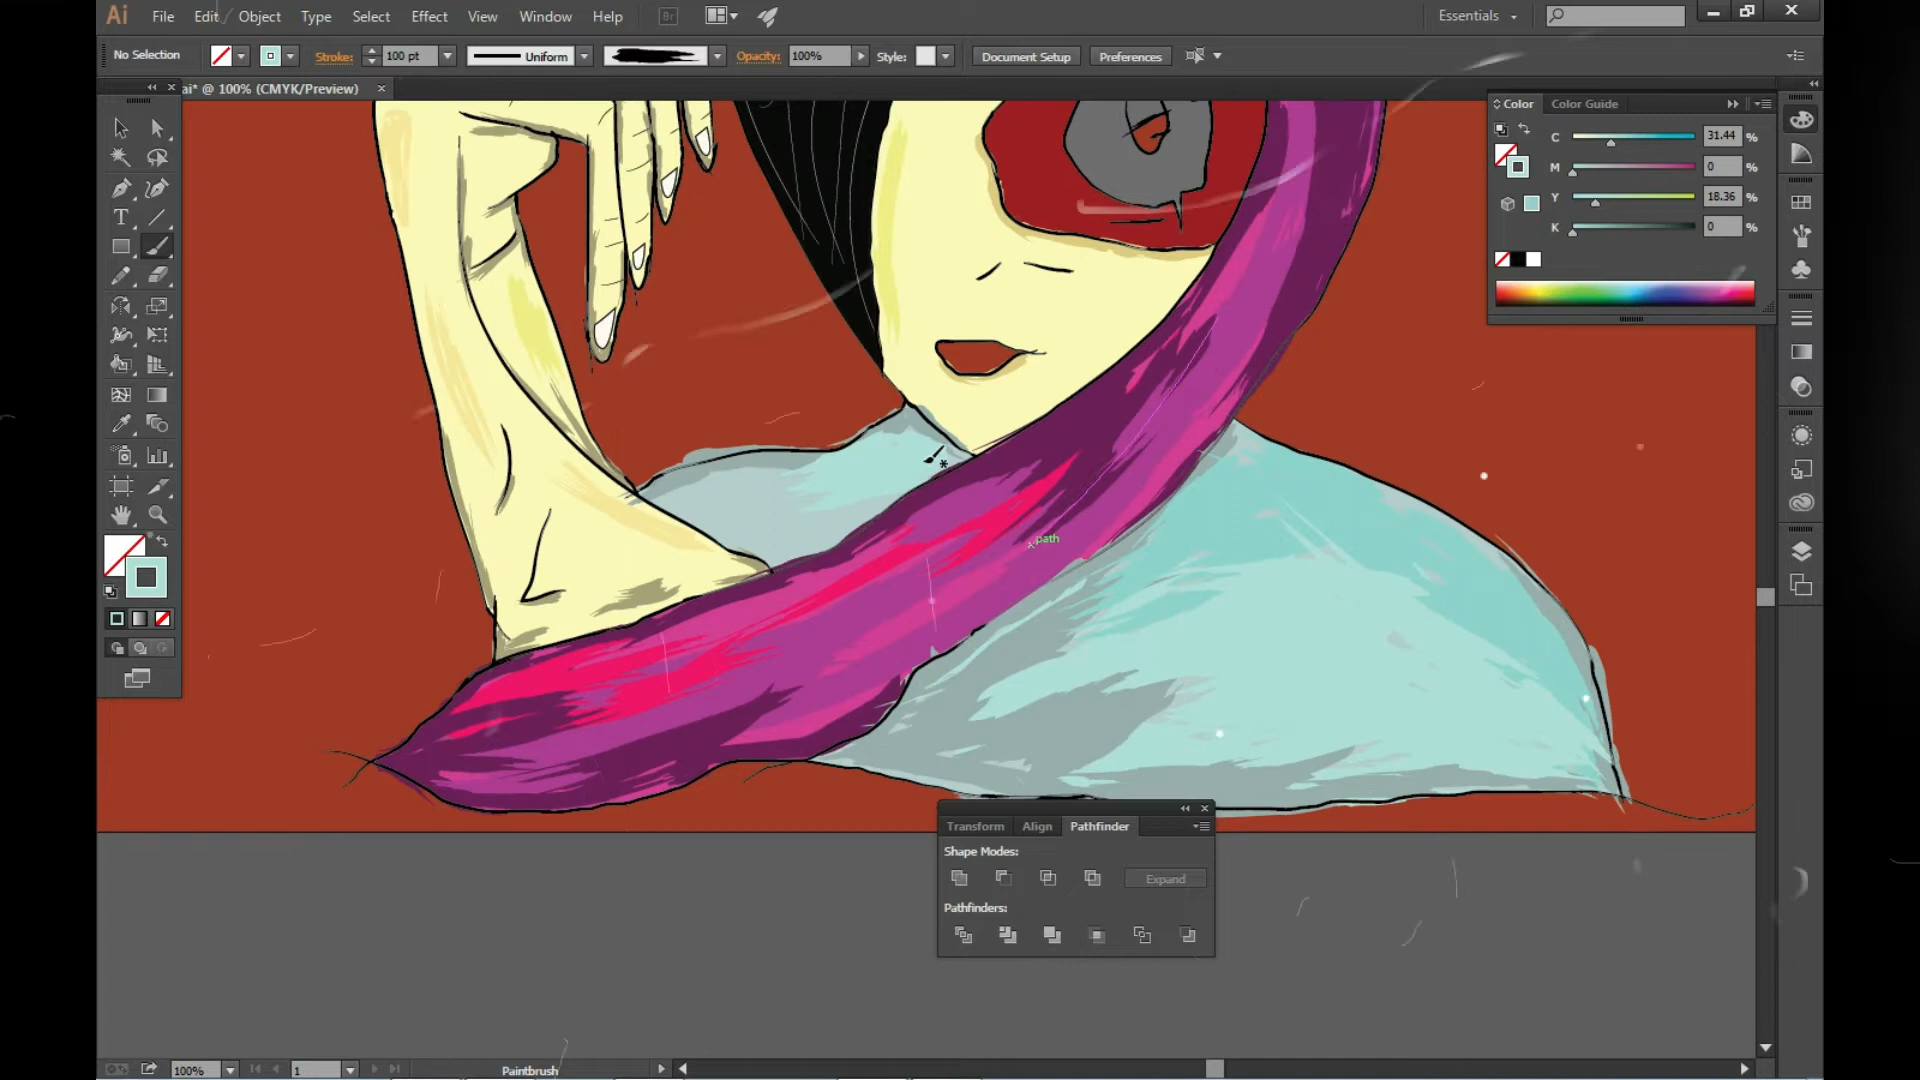 Ai File Edit Object Type Select Effect View Window Help Br Essentials
No Selection Stroke: 100 pt Uniform Opacity: 100% Style: Document Setup Preferences
ai* @ 100% (CMYK/Preview)
Color Color Guide
C 31.44 %
M 0 %
Y 18.36 %
K 0 %
path
Transform Align Pathfinder
Shape Modes:
Expand
Pathfinders:
100% 1 Paintbrush